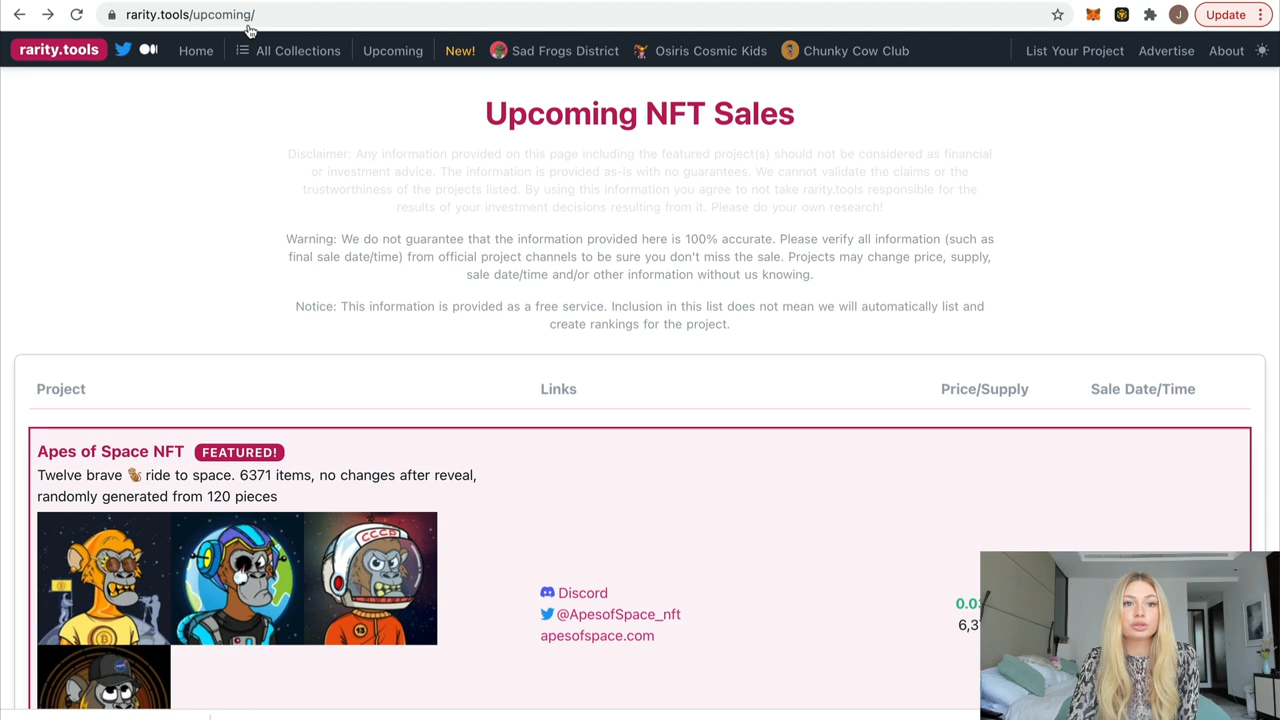 rarity.tools/upcoming/
J
Update
rarity.tools
Home
All Collections
Upcoming
New!
Sad Frogs District
Osiris Cosmic Kids
Chunky Cow Club
List Your Project
Advertise
About
Upcoming NFT Sales
Disclaimer: Any information provided on this page including the featured project(s) should not be considered as financial
or investment advice. The information is provided as-is with no guarantees. We cannot validate the claims or the
trustworthiness of the projects listed. By using this information you agree to not take rarity.tools responsible for the
results of your investment decisions resulting from it. Please do your own research!
Warning: We do not guarantee that the information provided here is 100% accurate. Please verify all information (such as
final sale date/time) from official project channels to be sure you don't miss the sale. Projects may change price, supply,
sale date/time and/or other information without us knowing.
Notice: This information is provided as a free service. Inclusion in this list does not mean we will automatically list and
create rankings for the project.
Project
Links
Price/Supply
Sale Date/Time
Apes of Space NFT
FEATURED!
Twelve brave 🐒 ride to space. 6371 items, no changes after reveal,
randomly generated from 120 pieces
CCCP
Discord
@ApesofSpace_nft
apesofspace.com